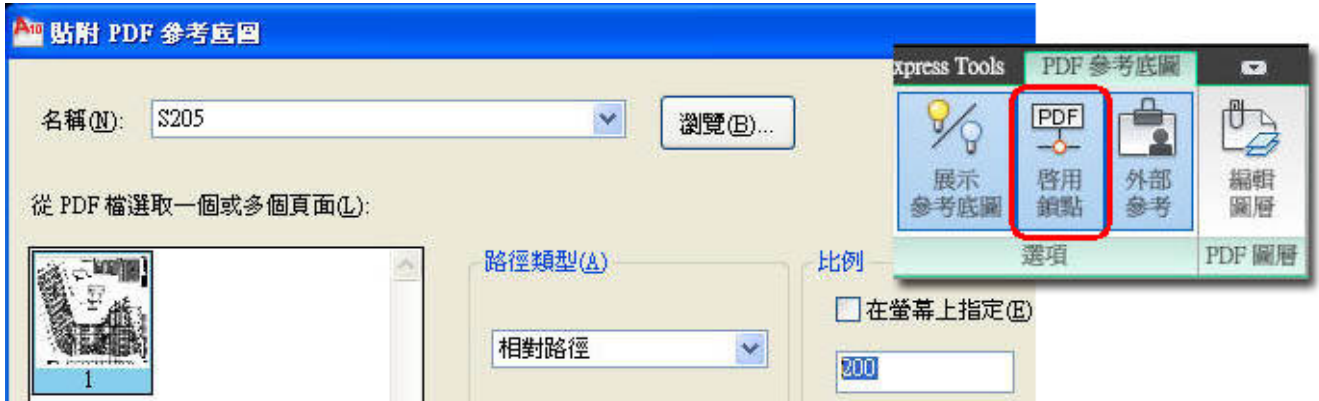 A10 貼附 PDF 參考底圖
名稱(N):
S205
瀏覽(B)...
從 PDF 檔選取一個或多個頁面(L):
1
路徑類型(A)
相對路徑
比例
在螢幕上指定(E)
200
xpress Tools
PDF 參考底圖
展示
參考底圖
PDF
啓用
鎖點
外部
參考
編輯
圖層
選項
PDF 圖層